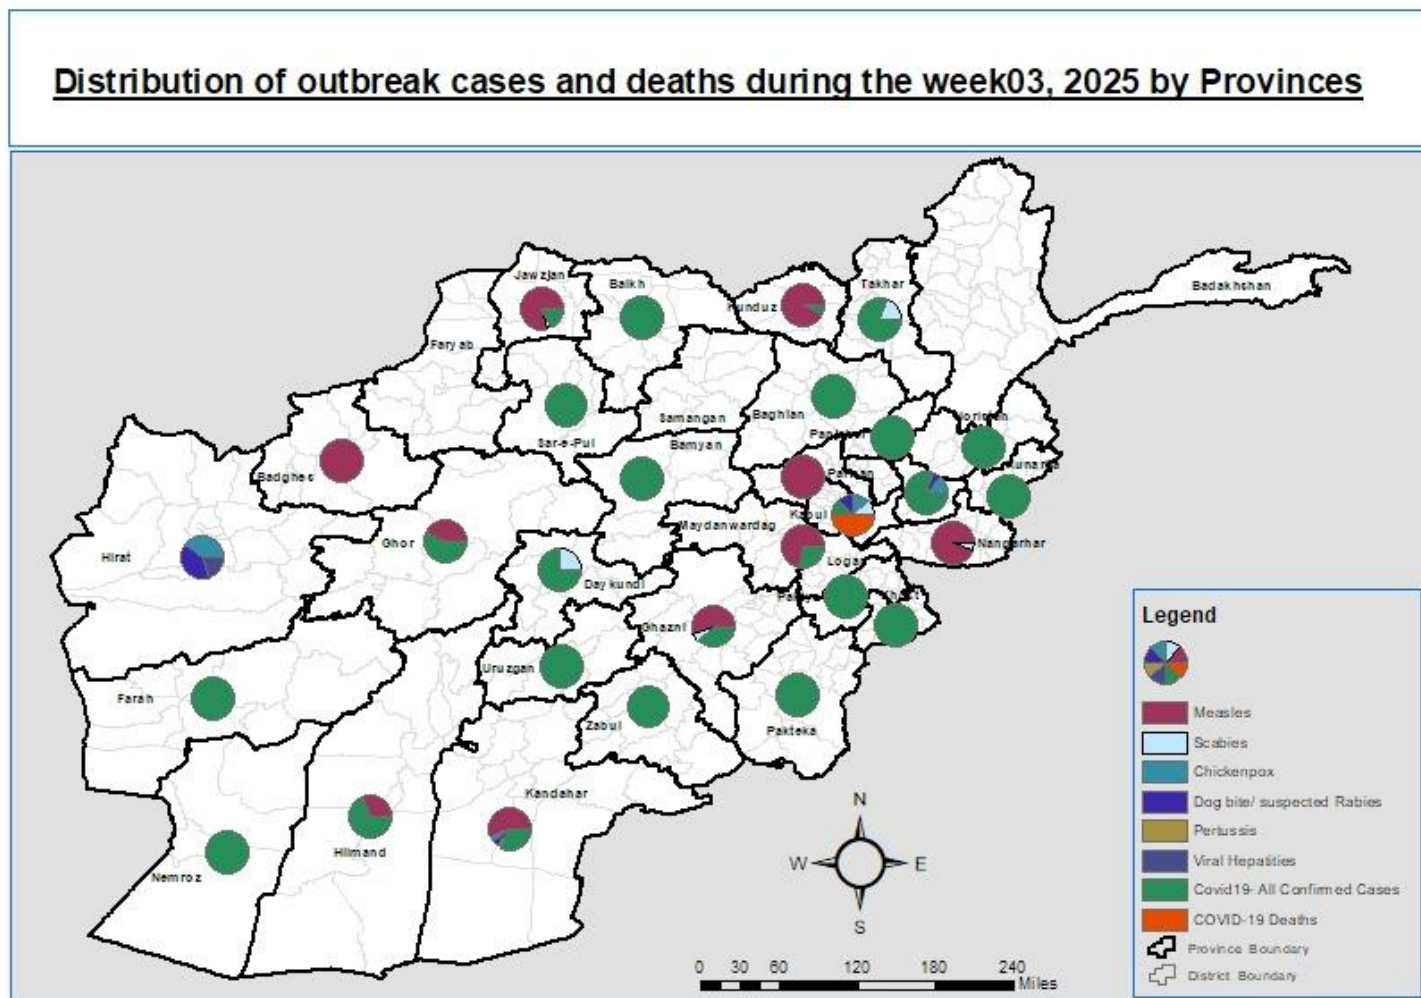 Distribution of outbreak cases and deaths during the week03, 2025 by Provinces
Jawzjan
Balkh
Takhar
Badakhshan
Faryab
Samangan
Baghlan
Sar-e-Pul
Bamyan
Badghes
Kabul
Maydanwardag
Hirat
Ghor
Nangarhar
Logar
Daykundi
Ghazni
Uruzgan
Farah
Zabul
Pakteka
Kandahar
Hilmand
Nemroz
N
W
E
S
0 30 60 120 180 240
Miles
Legend
Measles
Scabies
Chickenpox
Dog bite/ suspected Rabies
Pertussis
Viral Hepatities
Covid19- All Confirmed Cases
COVID-19 Deaths
Province Boundary
District Boundary